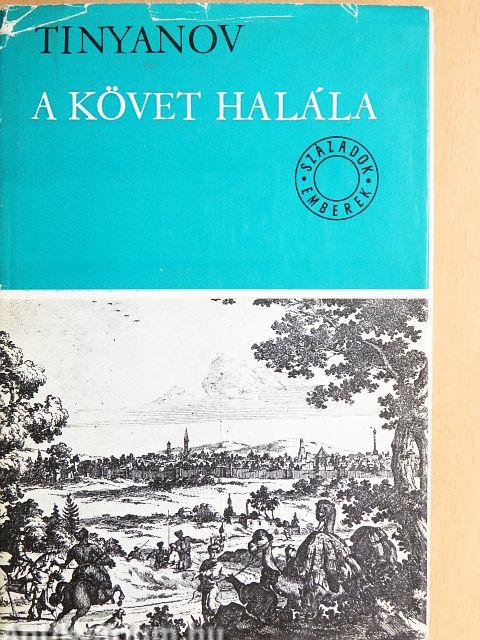 TINYANOV
A KÖVET HALÁLA
SZÁZADOK
EMBEREK